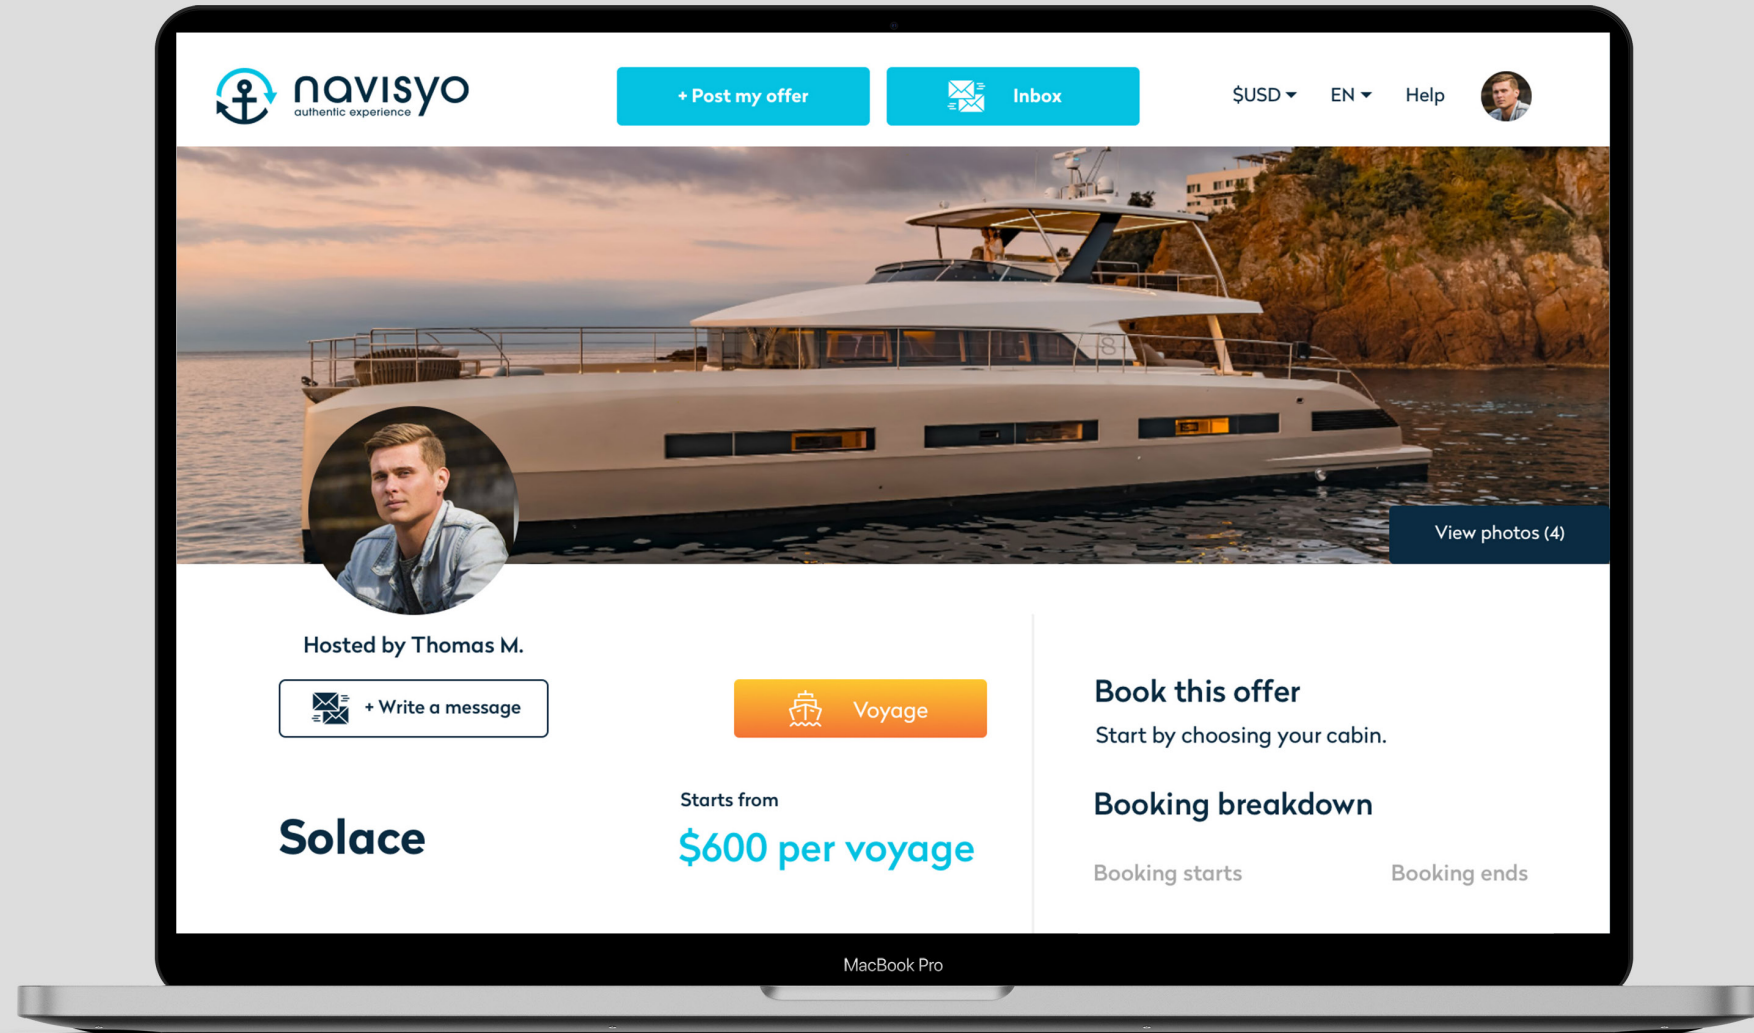 navisyo
authentic experience
+ Post my offer
Inbox
$USD
EN
Help
8
View photos (4)
Hosted by Thomas M.
+ Write a message
Voyage
Solace
Starts from
$600 per voyage
Book this offer
Start by choosing your cabin.
Booking breakdown
Booking starts
Booking ends
MacBook Pro